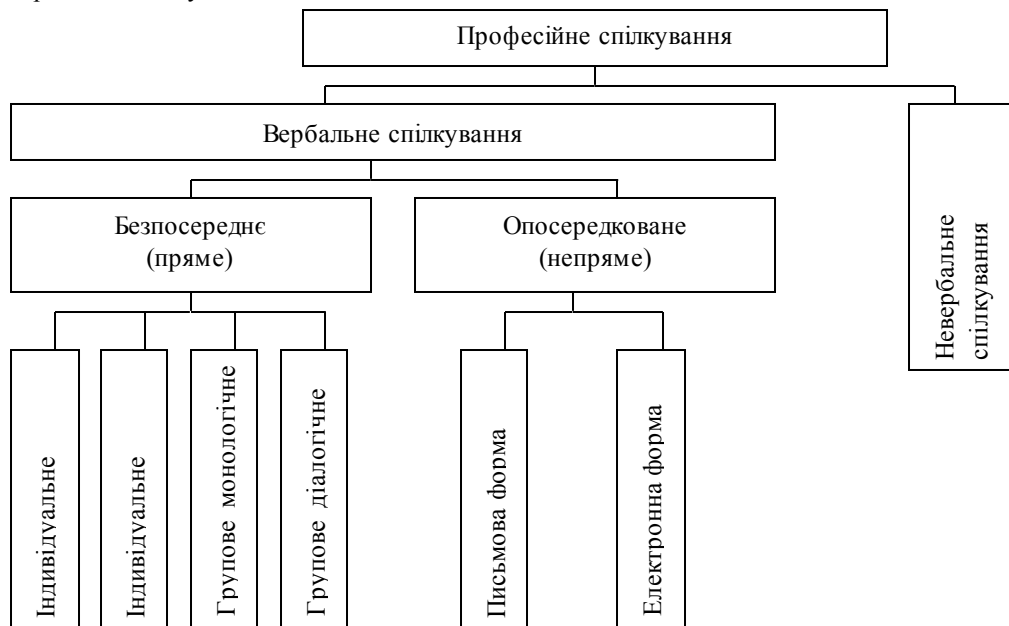 Професійне спілкування
Вербальне спілкування
Безпосереднє
(пряме)
Опосередковане
(непряме)
Невербальне
спілкування
Індивідуальне
Індивідуальне
Групове монологічне
Групове діалогічне
Письмова форма
Електронна форма